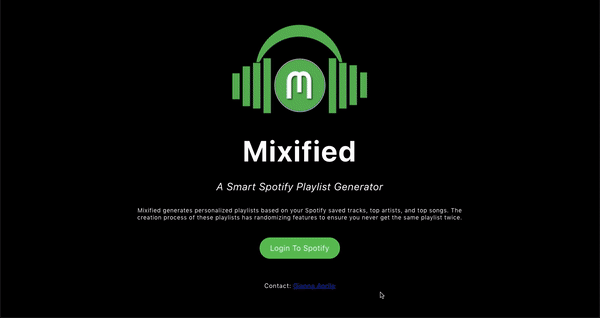 m
Mixified
A Smart Spotify Playlist Generator
Mixified generates personalized playlists based on your Spotify saved tracks, top artists, and top songs. The
creation process of these playlists has randomizing features to ensure you never get the same playlist twice.
Login To Spotify
Contact: